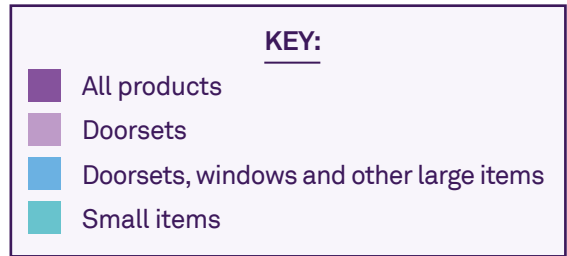 KEY:
All products
Doorsets
Doorsets, windows and other large items
Small items